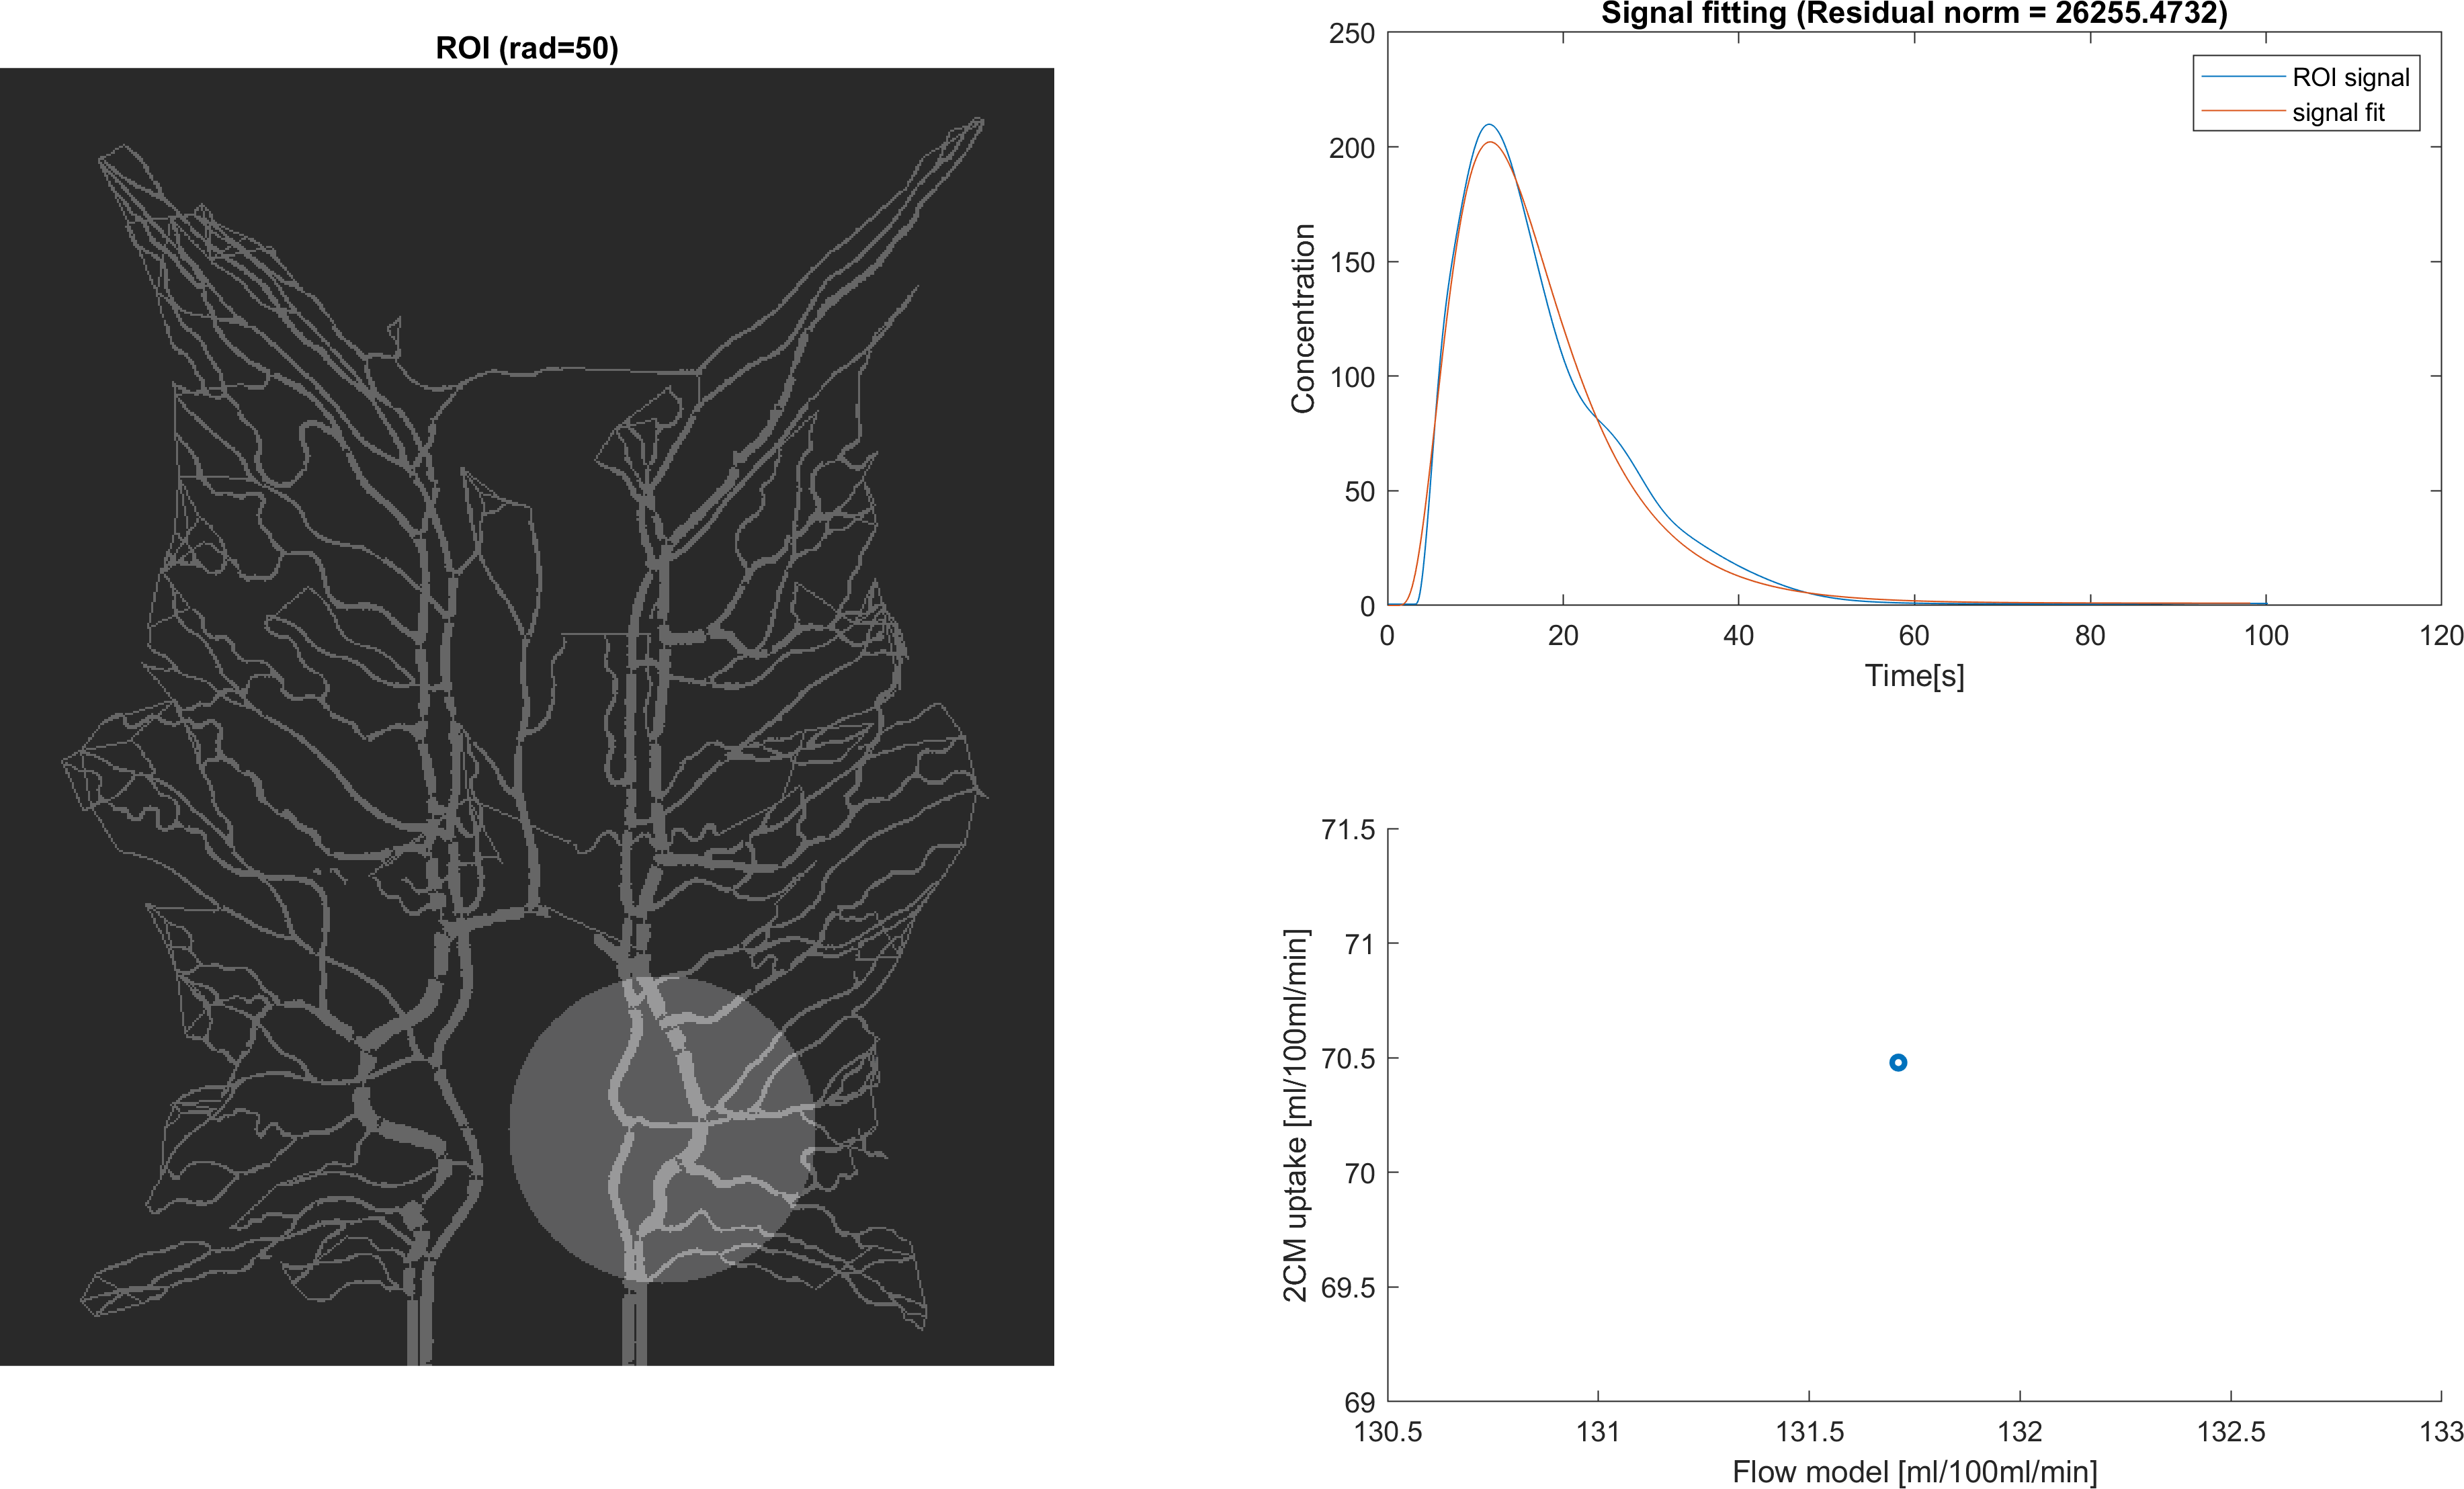 ROI (rad=50)
Signal fitting (Residual norm = 26255.4732)
250
200
150
100
50
0
Concentration
ROI signal
signal fit
0 20 40 60 80 100 120
Time[s]
71.5
71
70.5
70
69.5
69
2CM uptake [ml/100ml/min]
130.5 131 131.5 132 132.5 133
Flow model [ml/100ml/min]